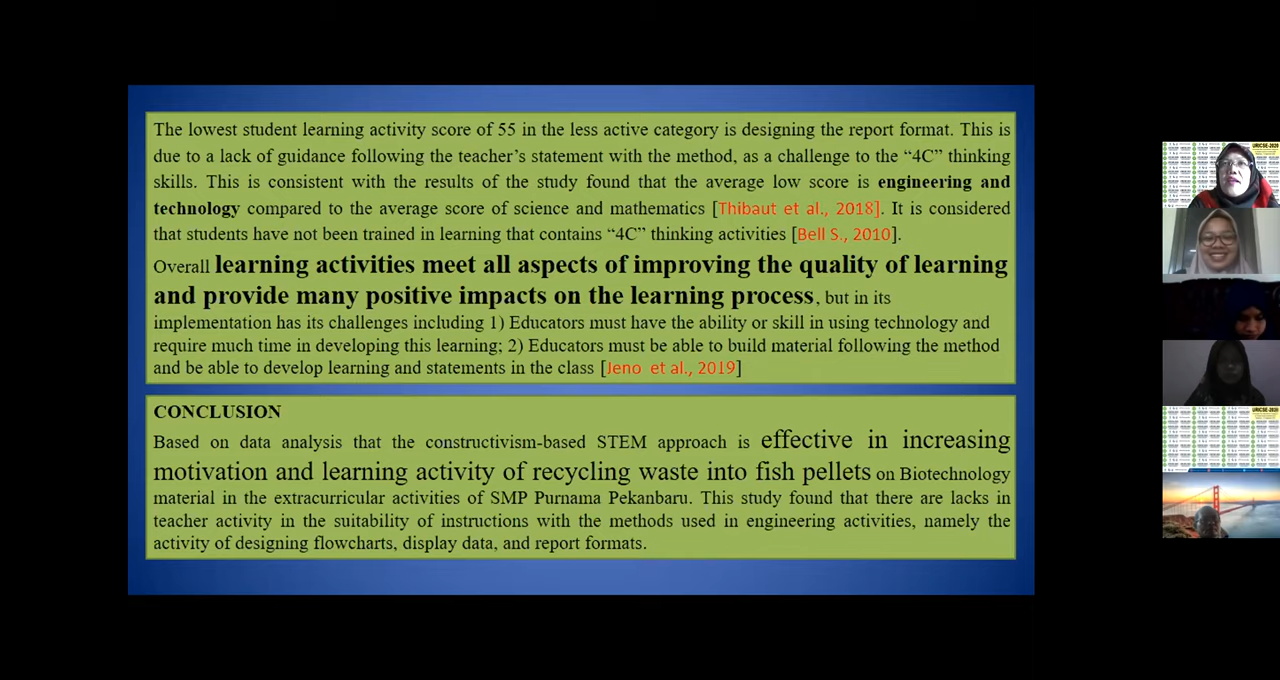 The lowest student learning activity score of 55 in the less active category is designing the report format. This is
due to a lack of guidance following the teacher's statement with the method, as a challenge to the "4C" thinking
skills. This is consistent with the results of the study found that the average low score is engineering and
technology compared to the average score of science and mathematics [Thibaut et al., 2018]. It is considered
that students have not been trained in learning that contains "4C" thinking activities [Bell S., 2010].
Overall learning activities meet all aspects of improving the quality of learning
and provide many positive impacts on the learning process, but in its
implementation has its challenges including 1) Educators must have the ability or skill in using technology and
require much time in developing this learning; 2) Educators must be able to build material following the method
and be able to develop learning and statements in the class [Jeno et al., 2019]
CONCLUSION
Based on data analysis that the constructivism-based STEM approach is effective in increasing
motivation and learning activity of recycling waste into fish pellets on Biotechnology
material in the extracurricular activities of SMP Purnama Pekanbaru. This study found that there are lacks in
teacher activity in the suitability of instructions with the methods used in engineering activities, namely the
activity of designing flowcharts, display data, and report formats.
URICSE-2020
URICSE-2020